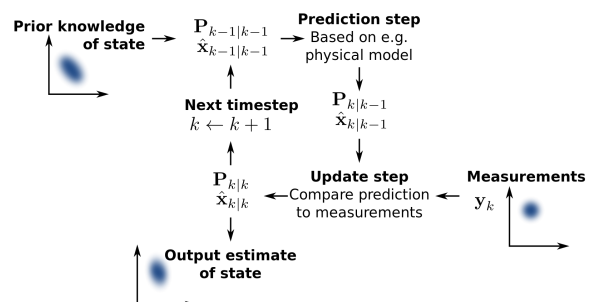 Prior knowledge
of state
P_{k-1|k-1}
x̂_{k-1|k-1}
Prediction step
Based on e.g.
physical model
P_{k|k-1}
x̂_{k|k-1}
Next timestep
k ← k + 1
Update step
Compare prediction
to measurements
Measurements
y_k
P_{k|k}
x̂_{k|k}
Output estimate
of state